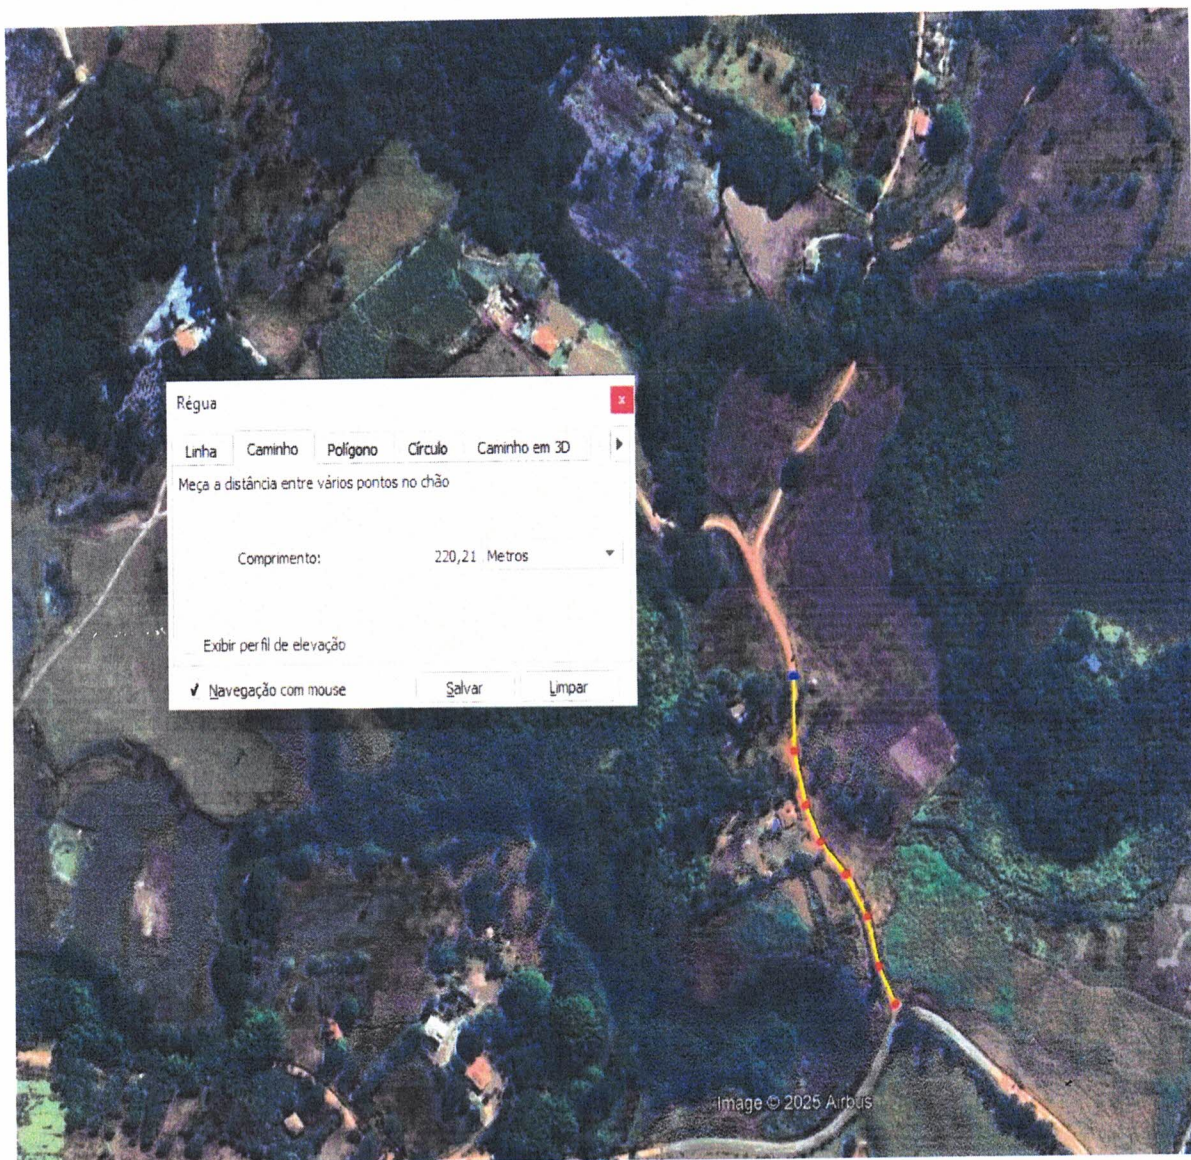 Régua
x
Linha Caminho Polígono Círculo Caminho em 3D
Meça a distância entre vários pontos no chão
Comprimento: 220,21 Metros
Exibir perfil de elevação
Navegação com mouse Salvar Limpar
Image © 2025 Airbus